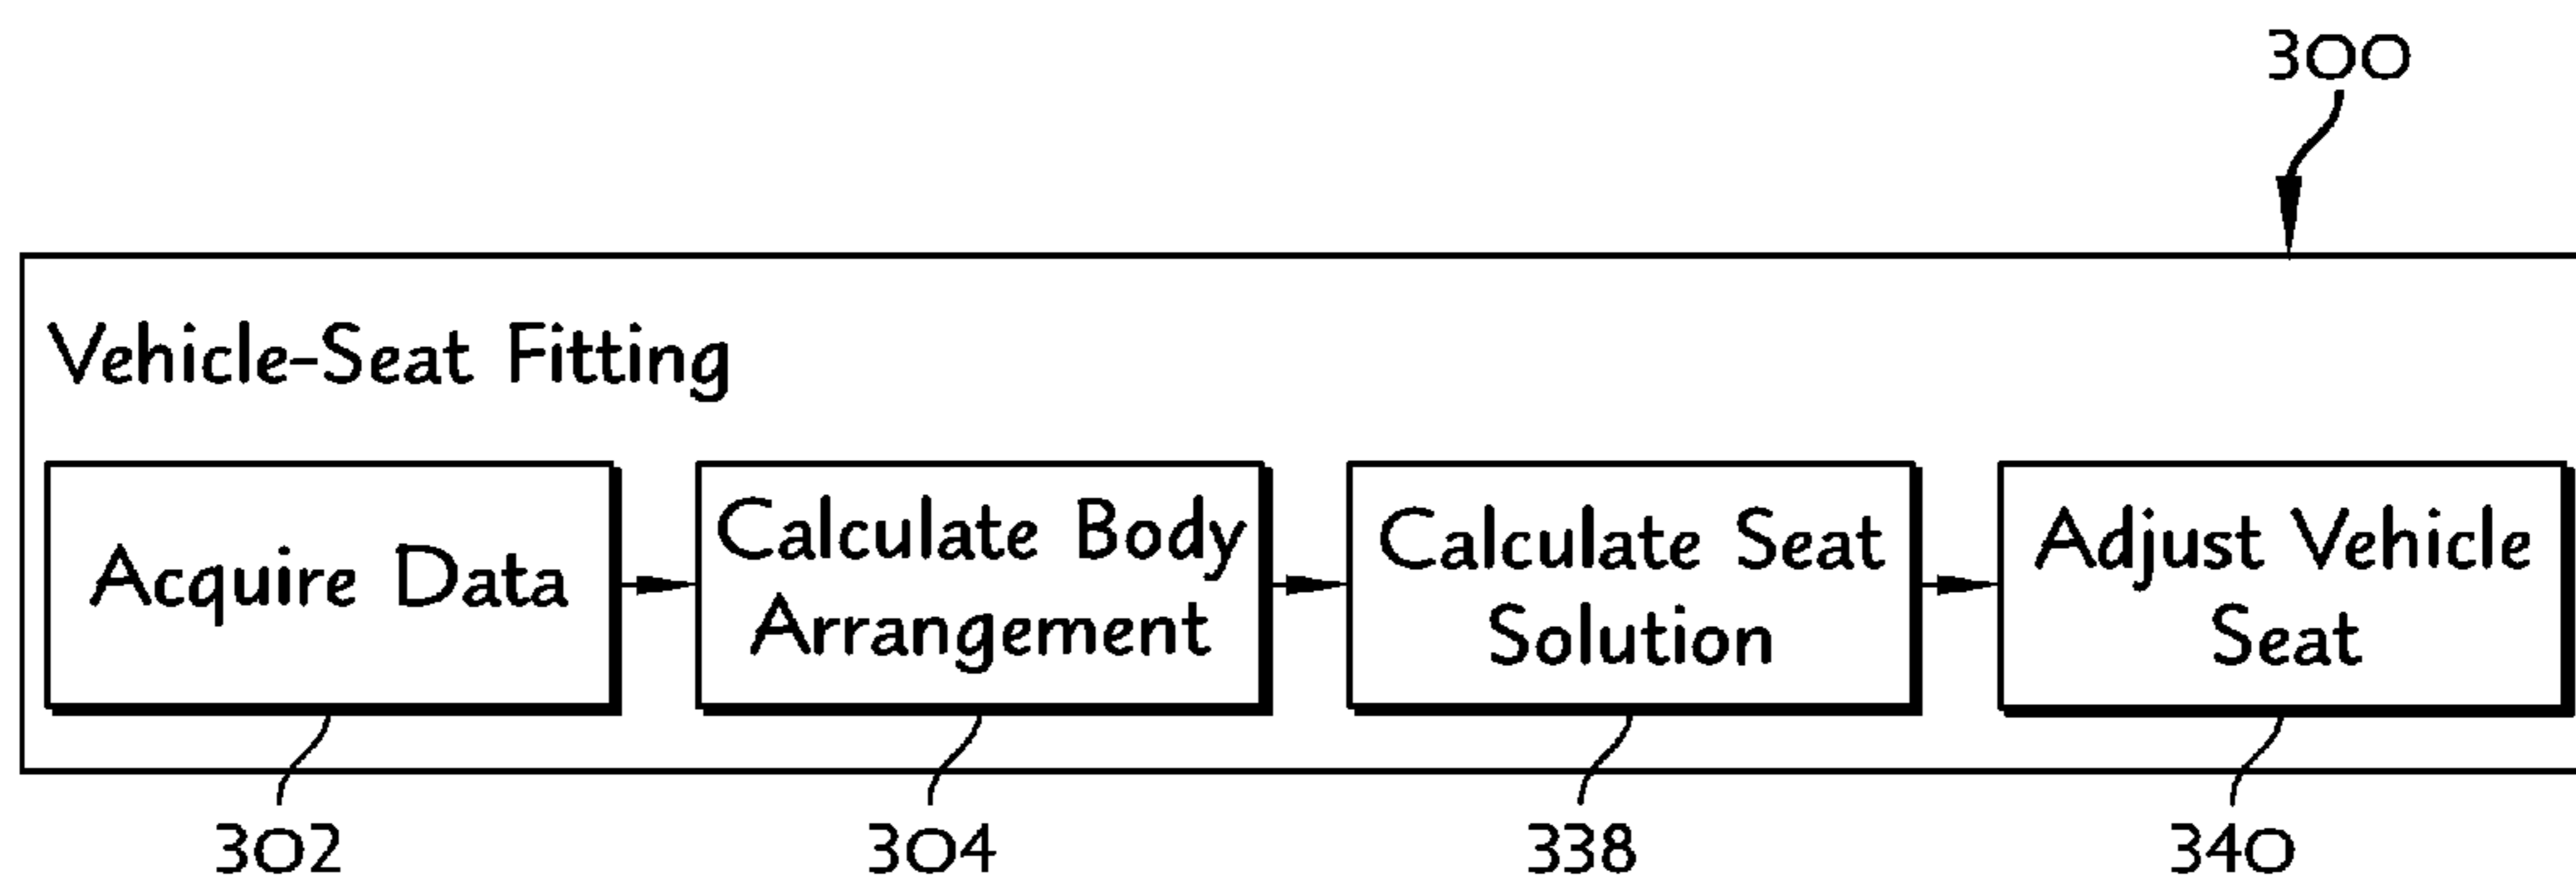 300
Vehicle-Seat Fitting
Acquire Data
Calculate Body
Arrangement
Calculate Seat
Solution
Adjust Vehicle
Seat
302
304
338
340